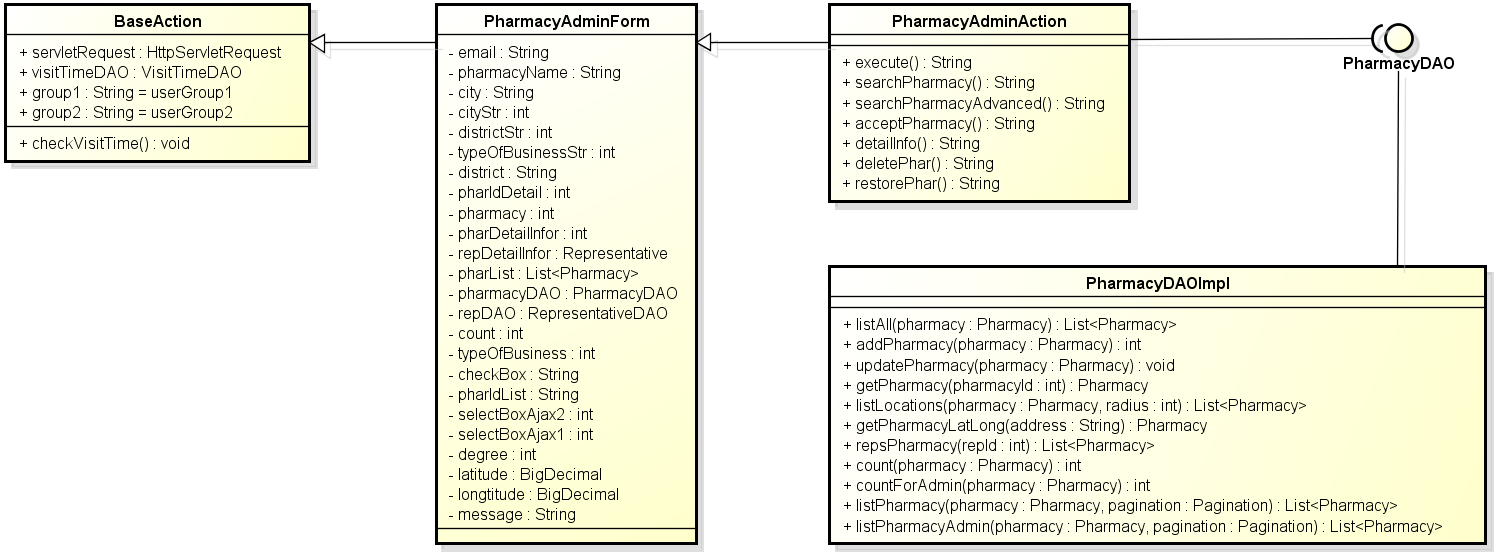 BaseAction
+ servletRequest : HttpServletRequest
+ visitTimeDAO : VisitTimeDAO
+ group1 : String = userGroup1
+ group2 : String = userGroup2
+ checkVisitTime() : void
PharmacyAdminForm
- email : String
- pharmacyName : String
- city : String
- cityStr : int
- districtStr : int
- typeOfBusinessStr : int
- district : String
- pharIdDetail : int
- pharmacy : int
- pharDetailInfor : int
- repDetailInfor : Representative
- pharList : List<Pharmacy>
- pharmacyDAO : PharmacyDAO
- repDAO : RepresentativeDAO
- count : int
- typeOfBusiness : int
- checkBox : String
- pharIdList : String
- selectBoxAjax2 : int
- selectBoxAjax1 : int
- degree : int
- latitude : BigDecimal
- longtitude : BigDecimal
- message : String
PharmacyAdminAction
+ execute() : String
+ searchPharmacy() : String
+ searchPharmacyAdvanced() : String
+ acceptPharmacy() : String
+ detailInfo() : String
+ deletePhar() : String
+ restorePhar() : String
PharmacyDAO
PharmacyDAOImpl
+ listAll(pharmacy : Pharmacy) : List<Pharmacy>
+ addPharmacy(pharmacy : Pharmacy) : int
+ updatePharmacy(pharmacy : Pharmacy) : void
+ getPharmacy(pharmacyId : int) : Pharmacy
+ listLocations(pharmacy : Pharmacy, radius : int) : List<Pharmacy>
+ getPharmacyLatLong(address : String) : Pharmacy
+ repsPharmacy(repId : int) : List<Pharmacy>
+ count(pharmacy : Pharmacy) : int
+ countForAdmin(pharmacy : Pharmacy) : int
+ listPharmacy(pharmacy : Pharmacy, pagination : Pagination) : List<Pharmacy>
+ listPharmacyAdmin(pharmacy : Pharmacy, pagination : Pagination) : List<Pharmacy>